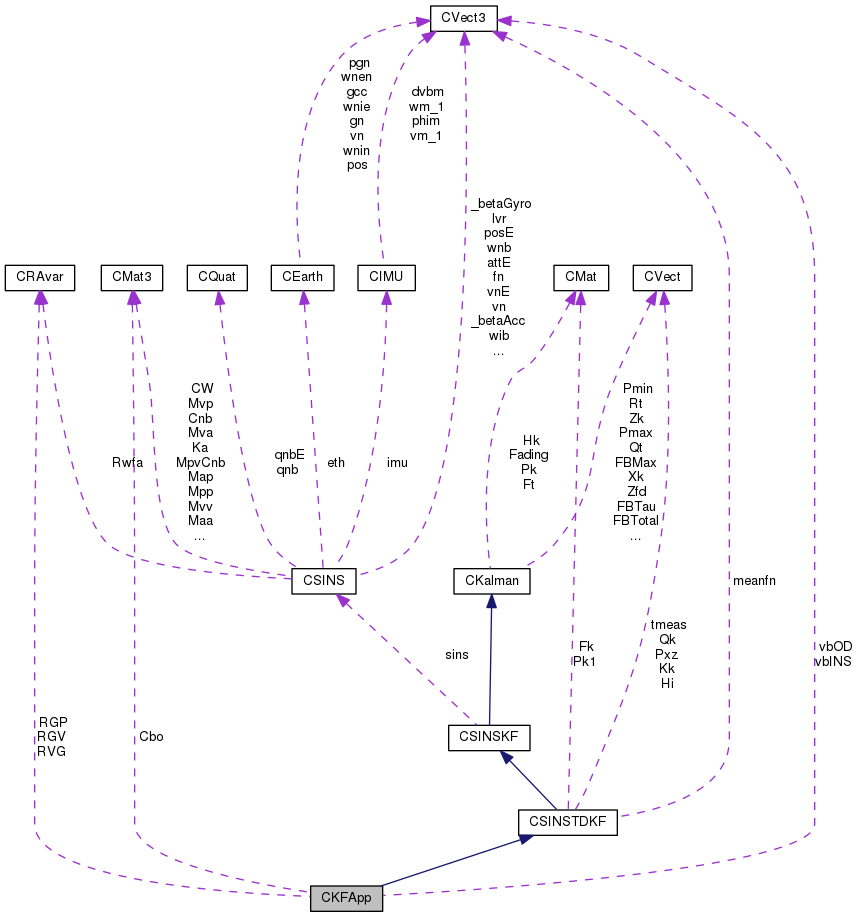 CVect3
pgn
wnen
gcc
wnie
gn
vn
wnin
pos
dvbm
wm_1
phim
vm_1
_betaGyro
lvr
posE
wnb
attE
fn
vnE
vn
_betaAcc
wib
...
CRAvar
CMat3
CQuat
CEarth
CIMU
CMat
CVect
Rwfa
CW
Mvp
Cnb
Mva
Ka
MpvCnb
Map
Mpp
Mvv
Maa
...
qnbE
qnb
eth
imu
Hk
Fading
Pk
Ft
Pmin
Rt
Zk
Pmax
Qt
FBMax
Xk
Zfd
FBTau
FBTotal
...
CSINS
CKalman
meanfn
sins
Fk
Pk1
tmeas
Qk
Pxz
Kk
Hi
vbOD
vbINS
RGP
RGV
RVG
Cbo
CSINSKF
CSINSTDKF
CKFApp